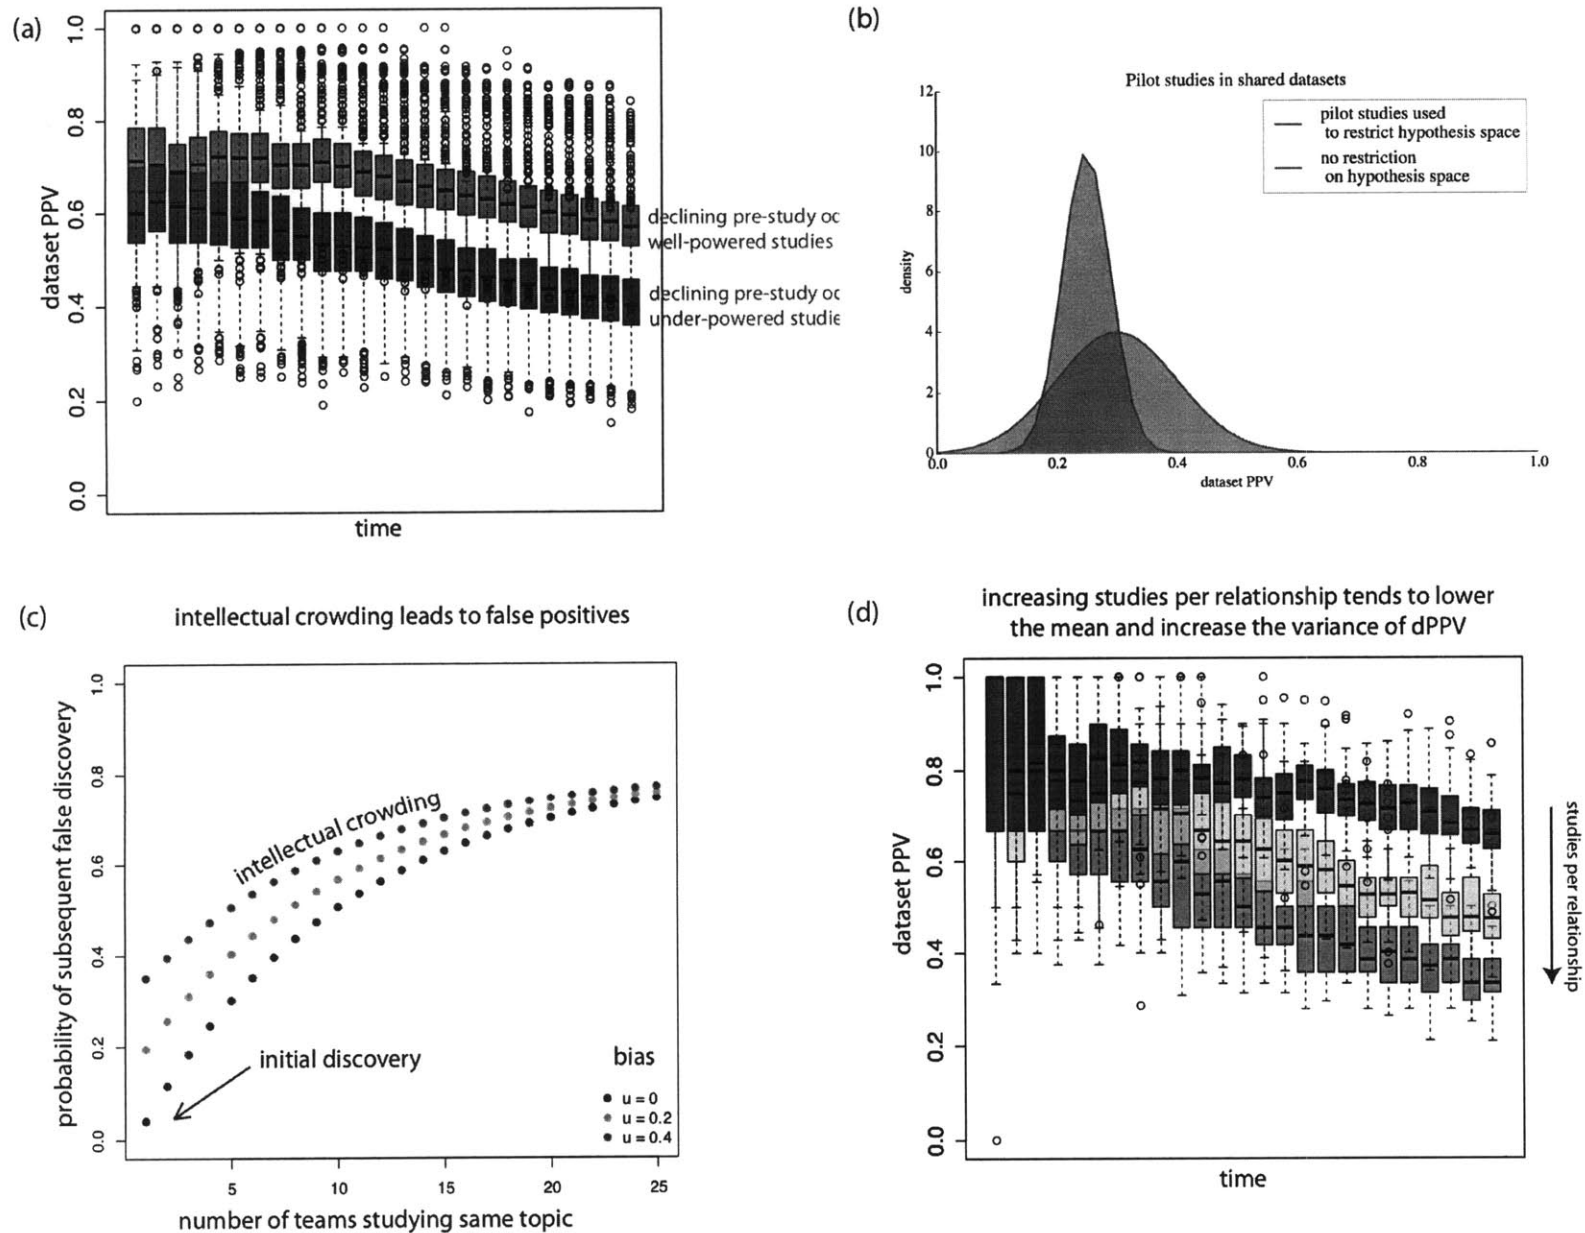 (a)
1.0
0.8
0.6
0.4
0.2
0.0
dataset PPV
time
declining pre-study oc
well-powered studies
declining pre-study oc
under-powered studie
(b)
Pilot studies in shared datasets
pilot studies used
to restrict hypothesis space
no restriction
on hypothesis space
12
10
8
6
4
2
0
density
0.0 0.2 0.4 0.6 0.8 1.0
dataset PPV
(c)
intellectual crowding leads to false positives
1.0
0.8
0.6
0.4
0.2
0.0
probability of subsequent false discovery
intellectual crowding
initial discovery
bias
u = 0
u = 0.2
u = 0.4
5 10 15 20 25
number of teams studying same topic
(d)
increasing studies per relationship tends to lower
the mean and increase the variance of dPPV
1.0
0.8
0.6
0.4
0.2
0.0
dataset PPV
time
studies per relationship